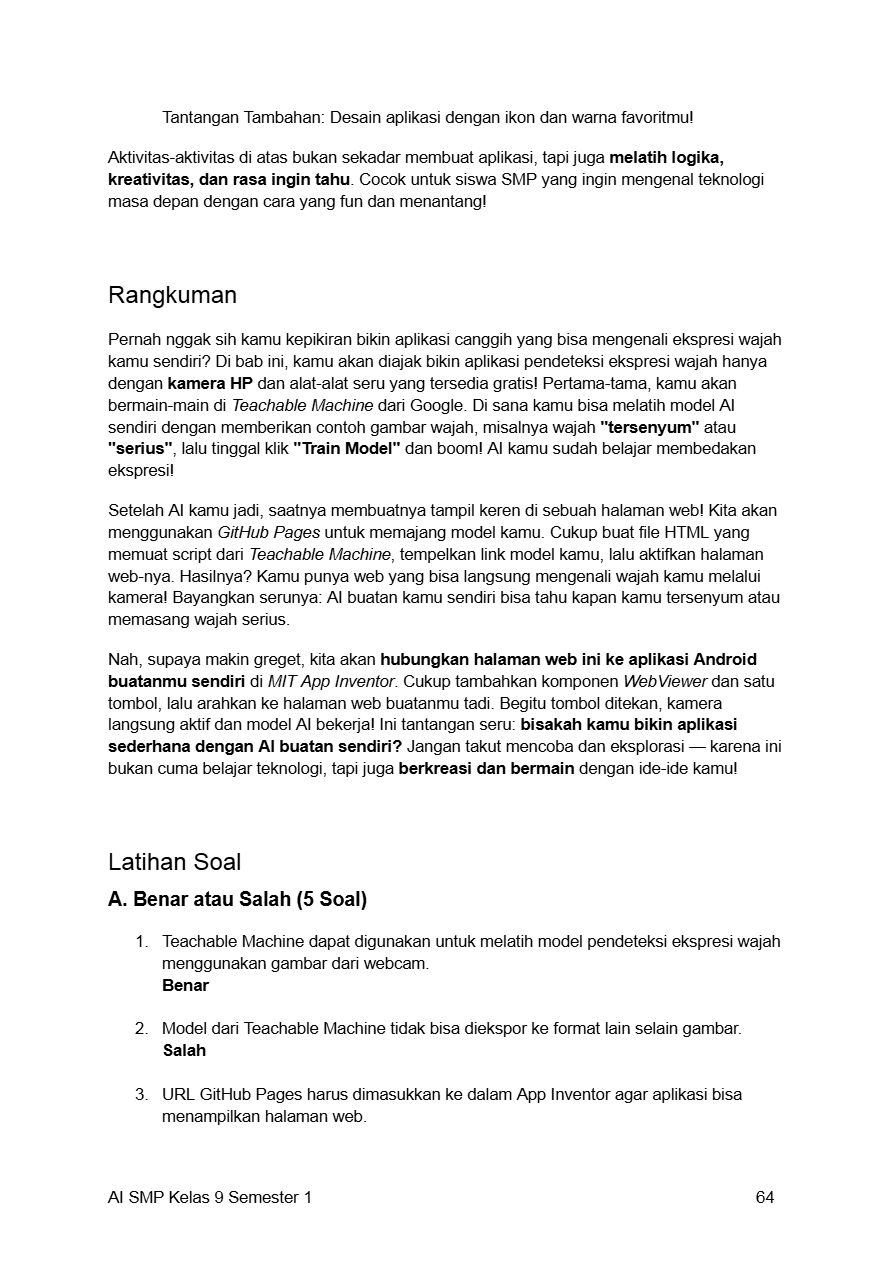 Tantangan Tambahan: Desain aplikasi dengan ikon dan warna favoritmu!
Aktivitas-aktivitas di atas bukan sekadar membuat aplikasi, tapi juga melatih logika,
kreativitas, dan rasa ingin tahu. Cocok untuk siswa SMP yang ingin mengenal teknologi
masa depan dengan cara yang fun dan menantang!
Rangkuman
Pernah nggak sih kamu kepikiran bikin aplikasi canggih yang bisa mengenali ekspresi wajah
kamu sendiri? Di bab ini, kamu akan diajak bikin aplikasi pendeteksi ekspresi wajah hanya
dengan kamera HP dan alat-alat seru yang tersedia gratis! Pertama-tama, kamu akan
bermain-main di Teachable Machine dari Google. Di sana kamu bisa melatih model AI
sendiri dengan memberikan contoh gambar wajah, misalnya wajah "tersenyum" atau
"serius", lalu tinggal klik "Train Model" dan boom! AI kamu sudah belajar membedakan
ekspresi!
Setelah AI kamu jadi, saatnya membuatnya tampil keren di sebuah halaman web! Kita akan
menggunakan GitHub Pages untuk memajang model kamu. Cukup buat file HTML yang
memuat script dari Teachable Machine, tempelkan link model kamu, lalu aktifkan halaman
web-nya. Hasilnya? Kamu punya web yang bisa langsung mengenali wajah kamu melalui
kamera! Bayangkan serunya: AI buatan kamu sendiri bisa tahu kapan kamu tersenyum atau
memasang wajah serius.
Nah, supaya makin greget, kita akan hubungkan halaman web ini ke aplikasi Android
buatanmu sendiri di MIT App Inventor. Cukup tambahkan komponen WebViewer dan satu
tombol, lalu arahkan ke halaman web buatanmu tadi. Begitu tombol ditekan, kamera
langsung aktif dan model AI bekerja! Ini tantangan seru: bisakah kamu bikin aplikasi
sederhana dengan AI buatan sendiri? Jangan takut mencoba dan eksplorasi — karena ini
bukan cuma belajar teknologi, tapi juga berkreasi dan bermain dengan ide-ide kamu!
Latihan Soal
A. Benar atau Salah (5 Soal)
1. Teachable Machine dapat digunakan untuk melatih model pendeteksi ekspresi wajah
menggunakan gambar dari webcam.
Benar
2. Model dari Teachable Machine tidak bisa diekspor ke format lain selain gambar.
Salah
3. URL GitHub Pages harus dimasukkan ke dalam App Inventor agar aplikasi bisa
menampilkan halaman web.
AI SMP Kelas 9 Semester 1 64